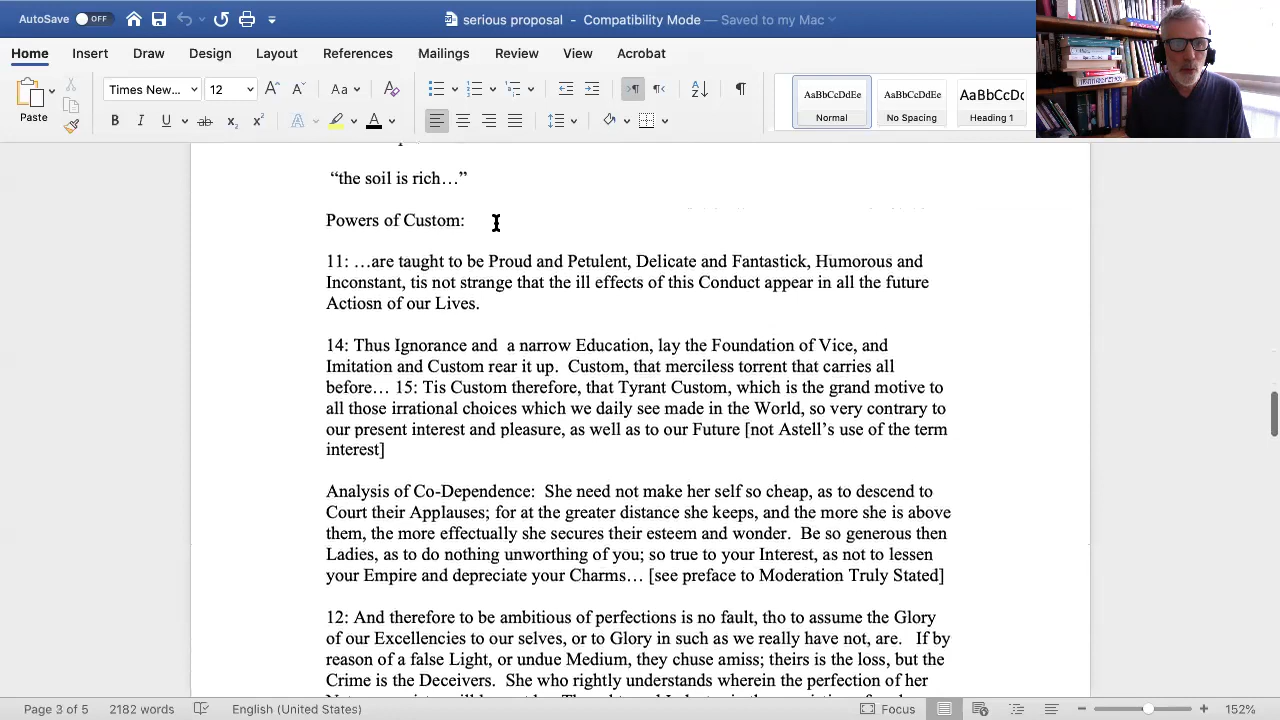 AutoSave OFF serious proposal - Compatibility Mode — Saved to my Mac
Home Insert Draw Design Layout References Mailings Review View Acrobat
Paste Times New... 12 Aa AaBbCcDdEe AaBbCcDdEe AaBbCcDc
B I U ab x₂ x² A A Normal No Spacing Heading 1
“the soil is rich…”
Powers of Custom:
11: …are taught to be Proud and Petulent, Delicate and Fantastick, Humorous and
Inconstant, tis not strange that the ill effects of this Conduct appear in all the future
Actiosn of our Lives.
14: Thus Ignorance and a narrow Education, lay the Foundation of Vice, and
Imitation and Custom rear it up. Custom, that merciless torrent that carries all
before… 15: Tis Custom therefore, that Tyrant Custom, which is the grand motive to
all those irrational choices which we daily see made in the World, so very contrary to
our present interest and pleasure, as well as to our Future [not Astell’s use of the term
interest]
Analysis of Co-Dependence: She need not make her self so cheap, as to descend to
Court their Applauses; for at the greater distance she keeps, and the more she is above
them, the more effectually she secures their esteem and wonder. Be so generous then
Ladies, as to do nothing unworthing of you; so true to your Interest, as not to lessen
your Empire and depreciate your Charms… [see preface to Moderation Truly Stated]
12: And therefore to be ambitious of perfections is no fault, tho to assume the Glory
of our Excellencies to our selves, or to Glory in such as we really have not, are. If by
reason of a false Light, or undue Medium, they chuse amiss; theirs is the loss, but the
Crime is the Deceivers. She who rightly understands wherein the perfection of her
Page 3 of 5 2182 words English (United States) Focus 152%